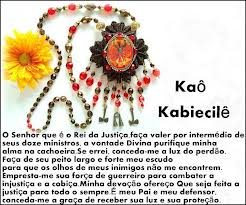 Kaô
Kabiecilê
O Senhor que é o Rei da Justiça,faça valer por intermédio de
seus doze ministros, a vontade Divina purifique minha
alma na cachoeira.Se errei, conceda-me a luz do perdão.
Faça de seu peito largo e forte meu escudo
para que os olhos de meus inimigos não me encontrem.
Empresta-me sua força de guerreiro para combater a
injustiça e a cobiça.Minha devoção ofereço Que seja feita a
justiça para todo o sempre.É meu Pai e meu defensor,
conceda-me a graça de receber sua luz e de sua proteção